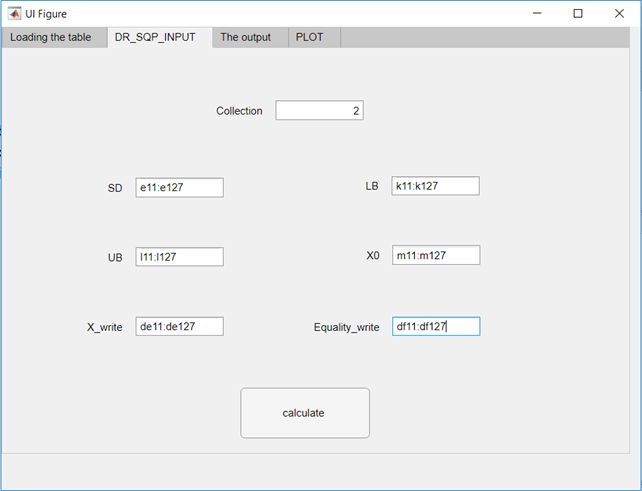 UI Figure
Loading the table DR_SQP_INPUT The output PLOT
Collection 2
SD e11:e127 LB k11:k127
UB l11:l127 X0 m11:m127
X_write de11:de127 Equality_write df11:df127
calculate